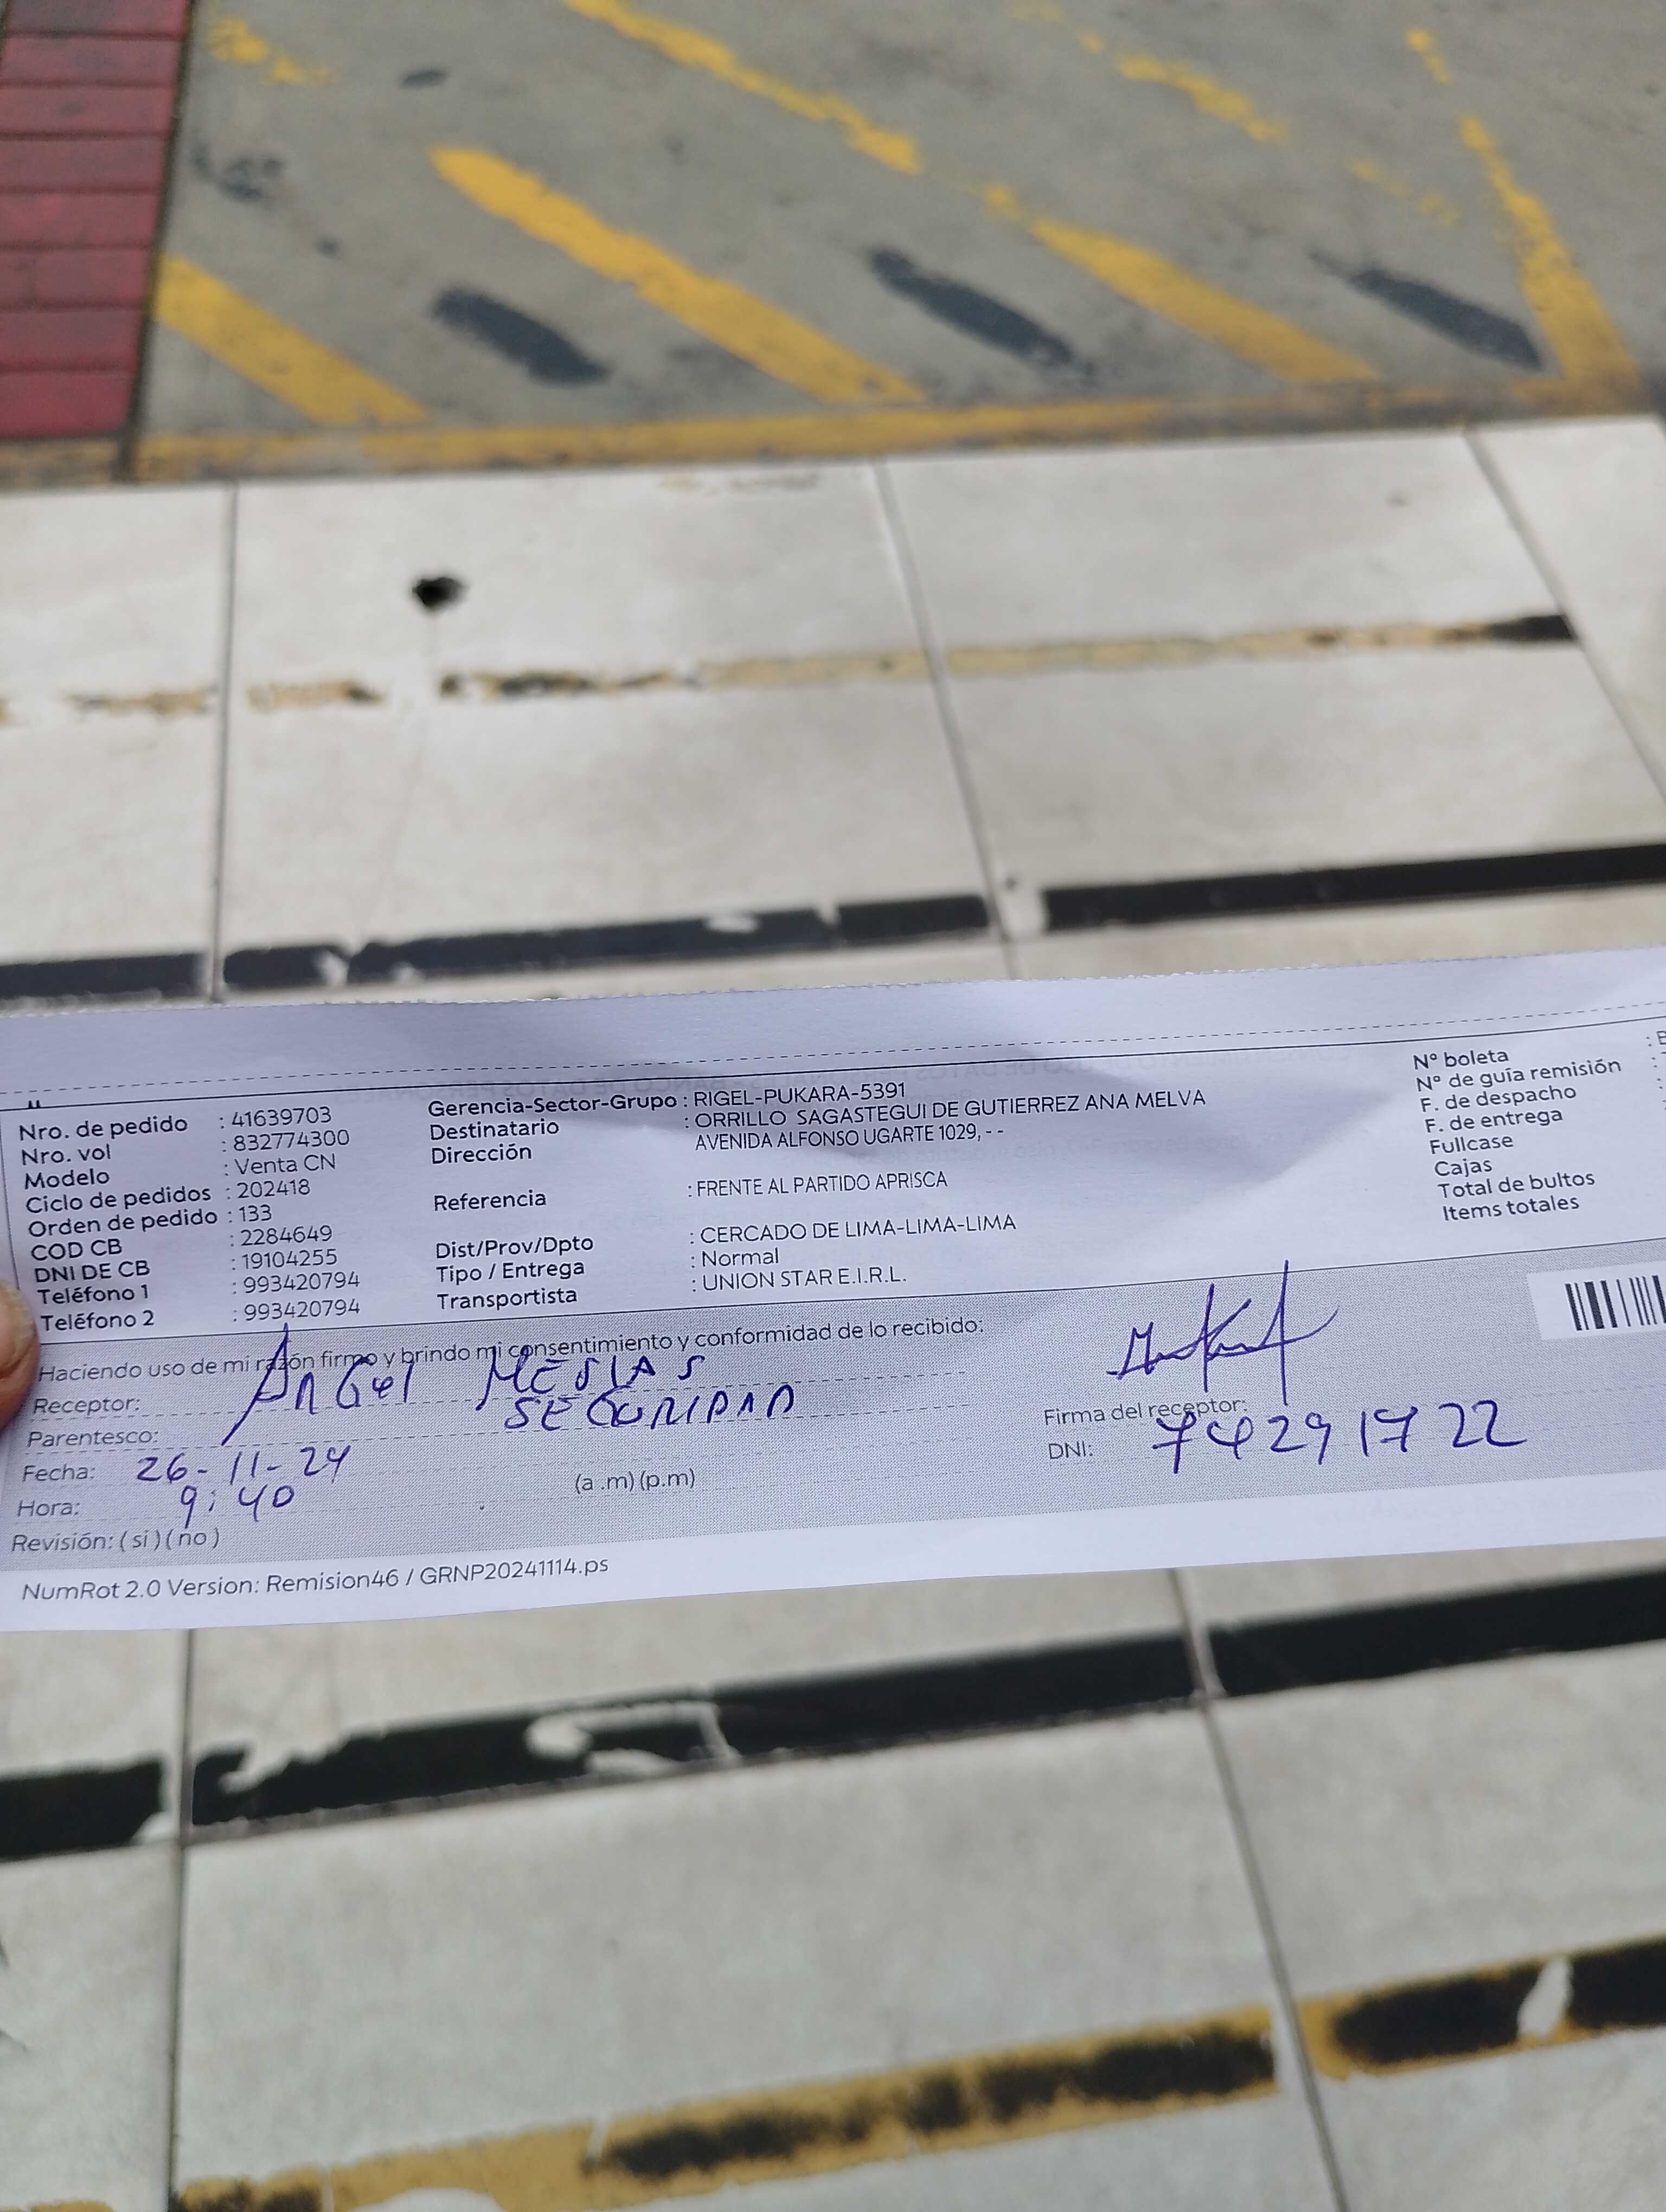 Nro. de pedido : 41639703
Nro. vol : 832774300
Modelo : Venta CN
Ciclo de pedidos : 202418
Orden de pedido : 133
COD CB : 2284649
DNI DE CB : 19104255
Teléfono 1 : 993420794
Teléfono 2 : 993420794
Gerencia-Sector-Grupo : RIGEL-PUKARA-5391
Destinatario : ORRILLO SAGASTEGUI DE GUTIERREZ ANA MELVA
Dirección AVENIDA ALFONSO UGARTE 1029, - -
Referencia : FRENTE AL PARTIDO APRISCA
Dist/Prov/Dpto : CERCADO DE LIMA-LIMA-LIMA
Tipo / Entrega : Normal
Transportista : UNION STAR E.I.R.L.
N° boleta
N° de guía remisión
F. de despacho
F. de entrega
Fullcase
Cajas
Total de bultos
Items totales
Haciendo uso de mi razón firmo y brindo mi consentimiento y conformidad de lo recibido:
Receptor: Angel MESIAS
Parentesco: SEGURIDAD
Fecha: 26-11-24
Hora: 9:40 (a .m) (p.m)
Revisión: ( si ) ( no )
Firma del receptor:
DNI: 74291722
NumRot 2.0 Version: Remision46 / GRNP20241114.ps